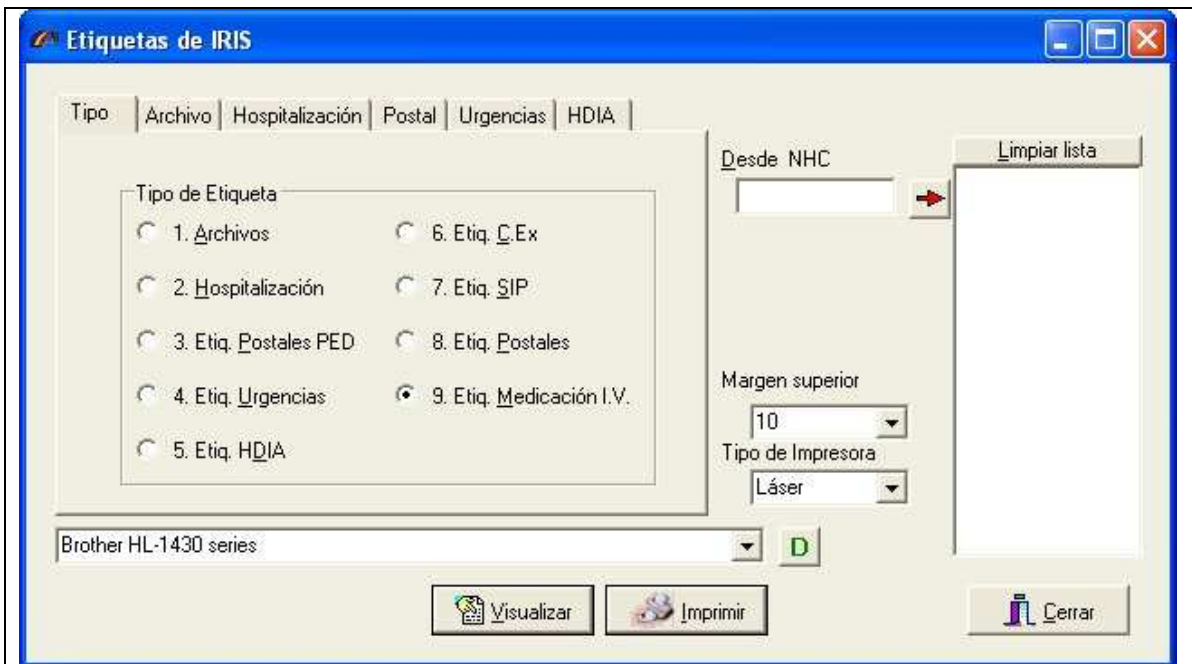 Etiquetas de IRIS
Tipo Archivo Hospitalización Postal Urgencias HDIA
Desde NHC
Limpiar lista
Tipo de Etiqueta
1. Archivos
2. Hospitalización
3. Etiq. Postales PED
4. Etiq. Urgencias
5. Etiq. HDIA
6. Etiq. C.Ex
7. Etiq. SIP
8. Etiq. Postales
9. Etiq. Medicación I.V.
Margen superior
10
Tipo de Impresora
Láser
Brother HL-1430 series
D
Visualizar
Imprimir
Cerrar